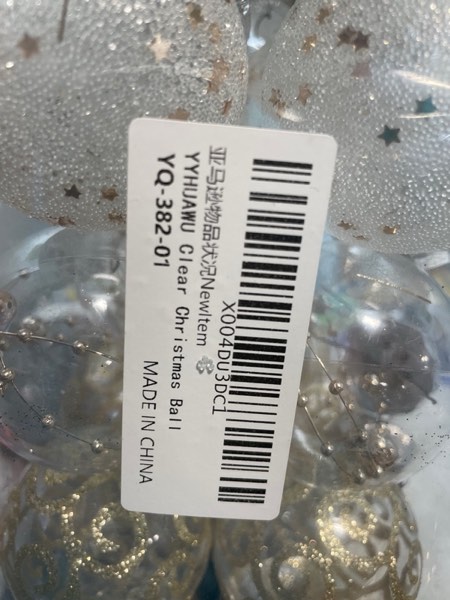 X004DU3DC1
亚马逊物品状况NewItem
YYHUAWU Clear Christmas Ball
YQ-382-01
MADE IN CHINA